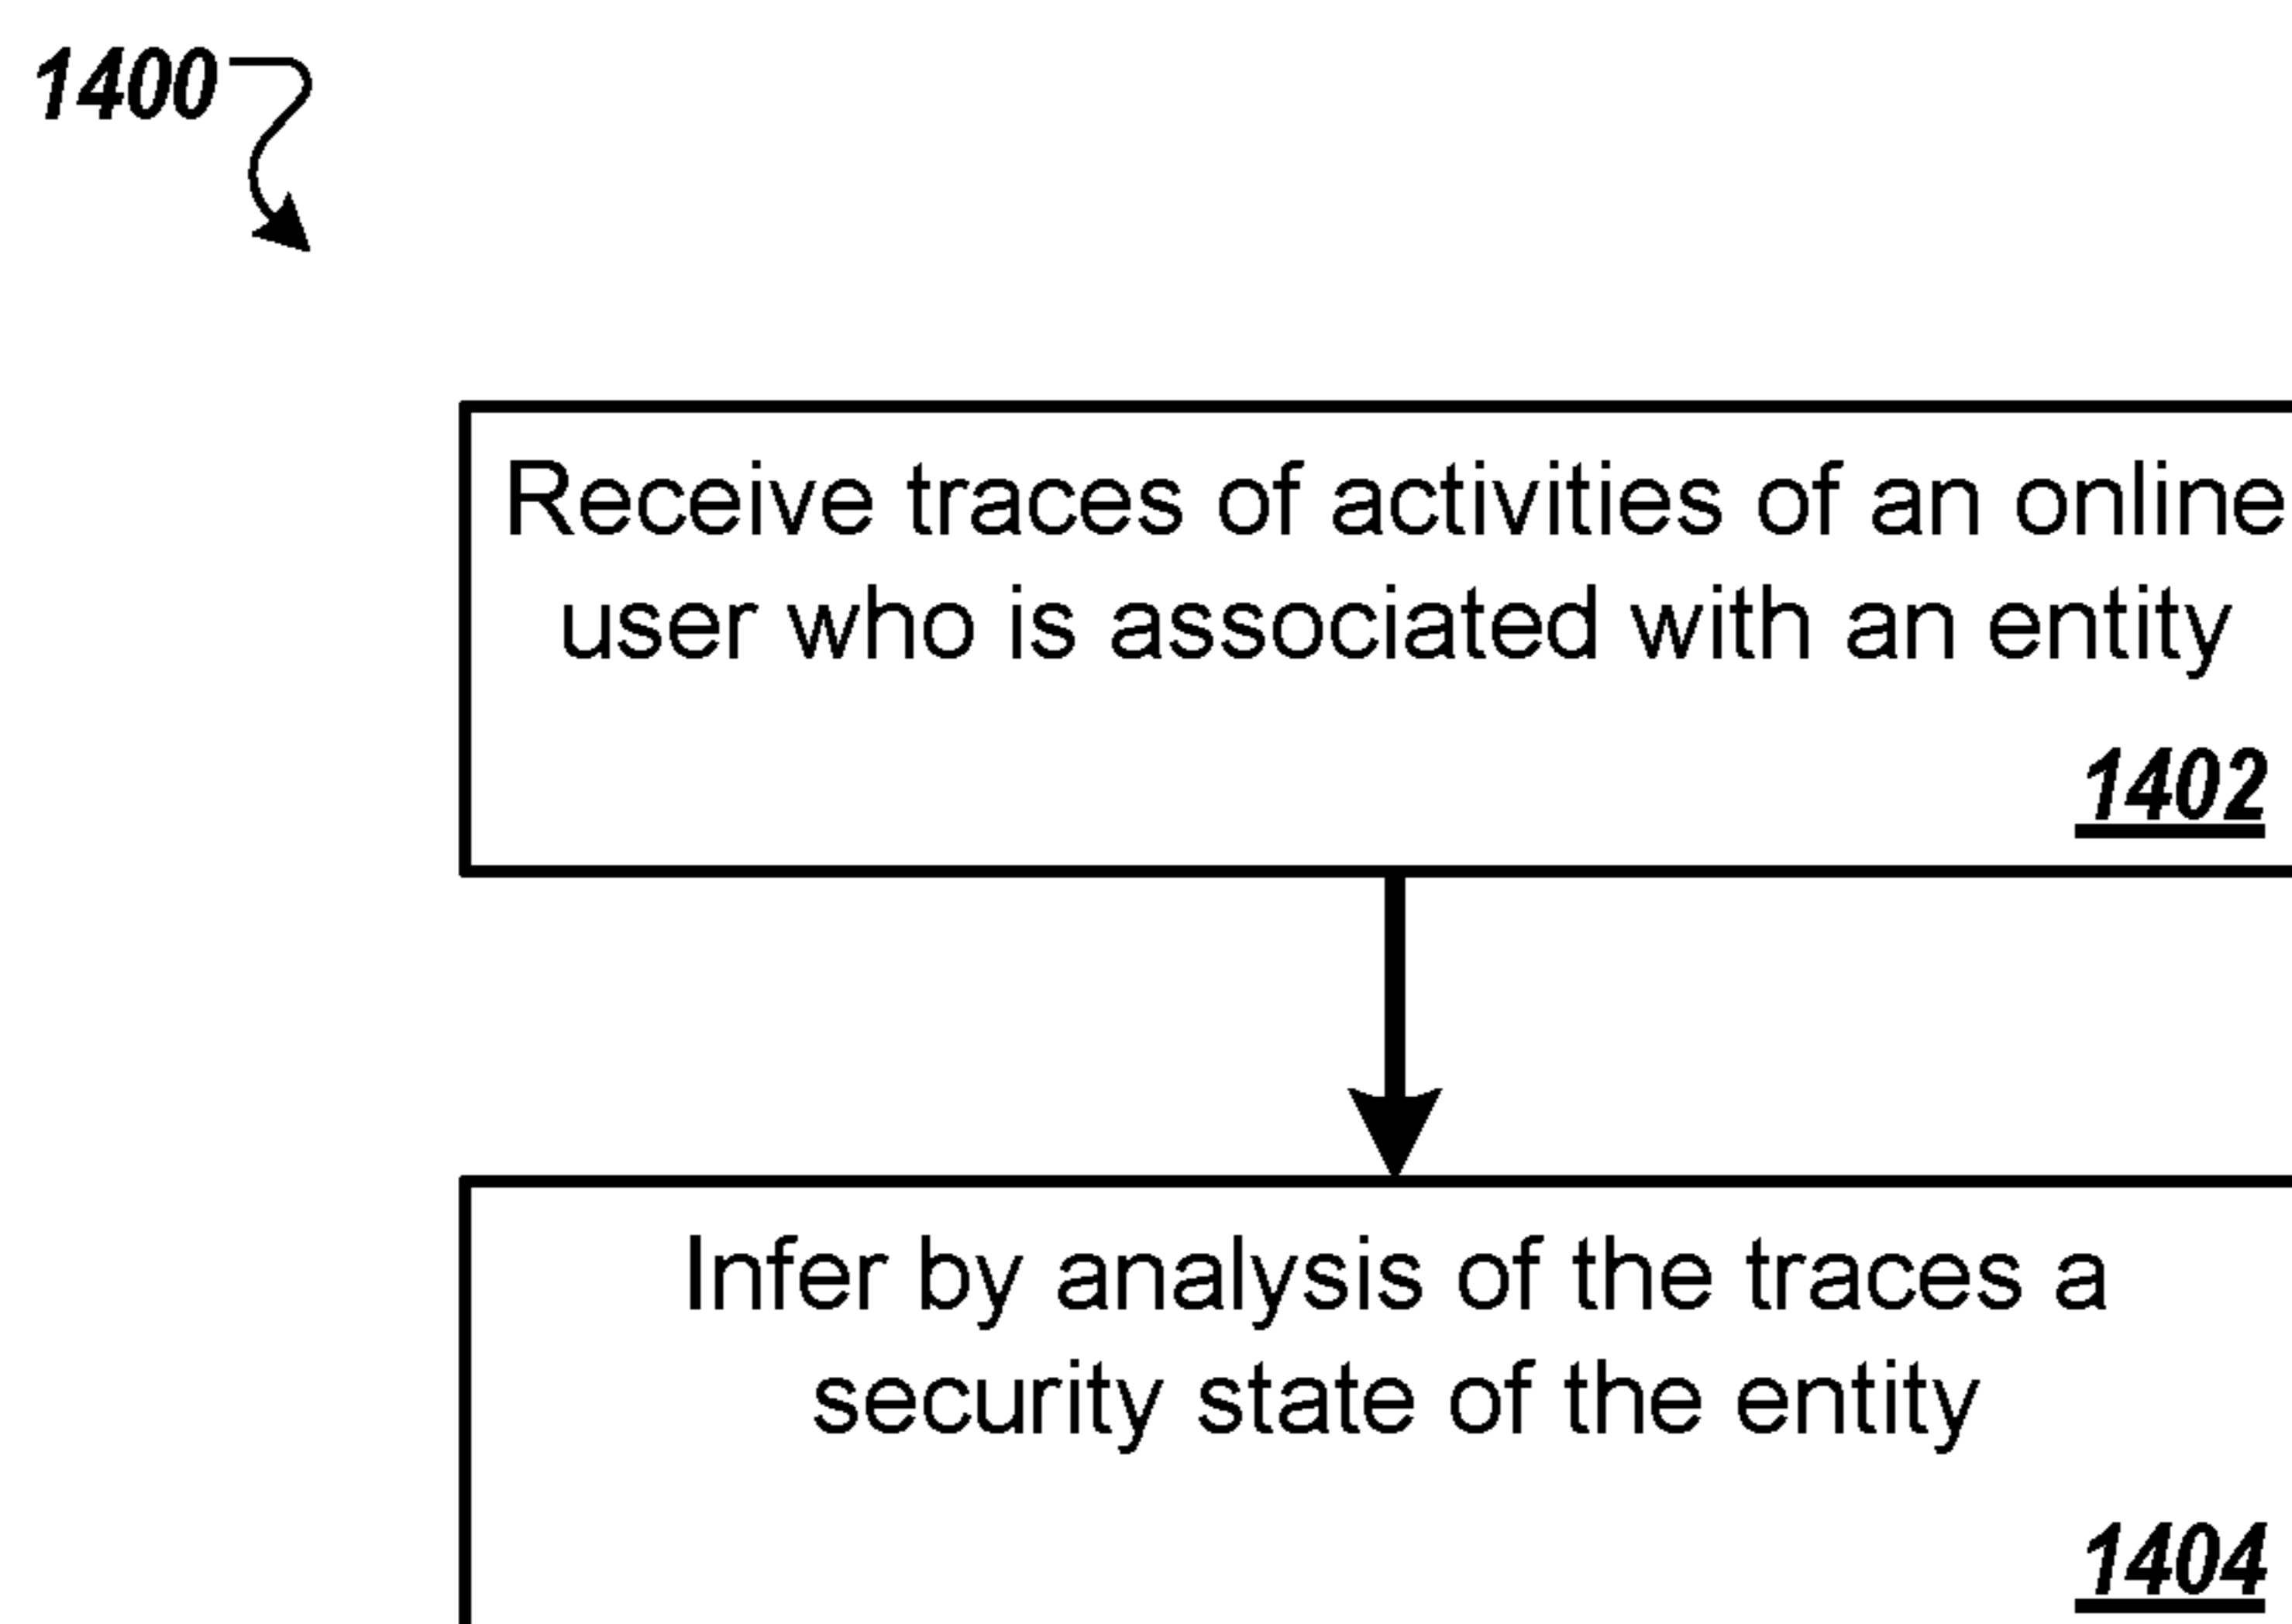 1400
Receive traces of activities of an online
user who is associated with an entity
1402
Infer by analysis of the traces a
security state of the entity
1404